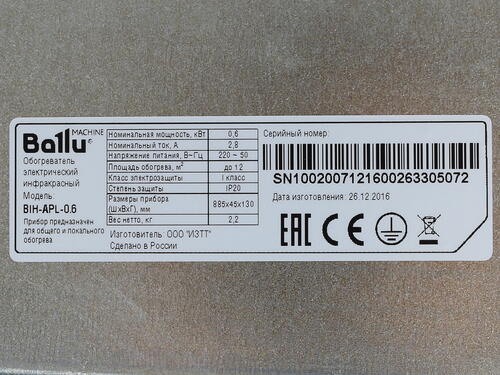 Ballu MACHINE
Обогреватель
электрический
инфракрасный
Модель:
BIH-APL-0.6
Прибор предназначен
для общего и локального
обогрева
Номинальная мощность, кВт 0,6
Номинальный ток, А 2,8
Напряжение питания, В~Гц 220 ~ 50
Площадь обогрева, м² до 12
Класс электрозащиты I класс
Степень защиты IP20
Размеры прибора
(ШхВхГ), мм 885x45x130
Вес нетто, кг 2,2
Изготовитель: ООО "ИЗТТ"
Сделано в России
Серийный номер:
SN1002007121600263305072
Дата изготовления: 26.12.2016
EAC CE